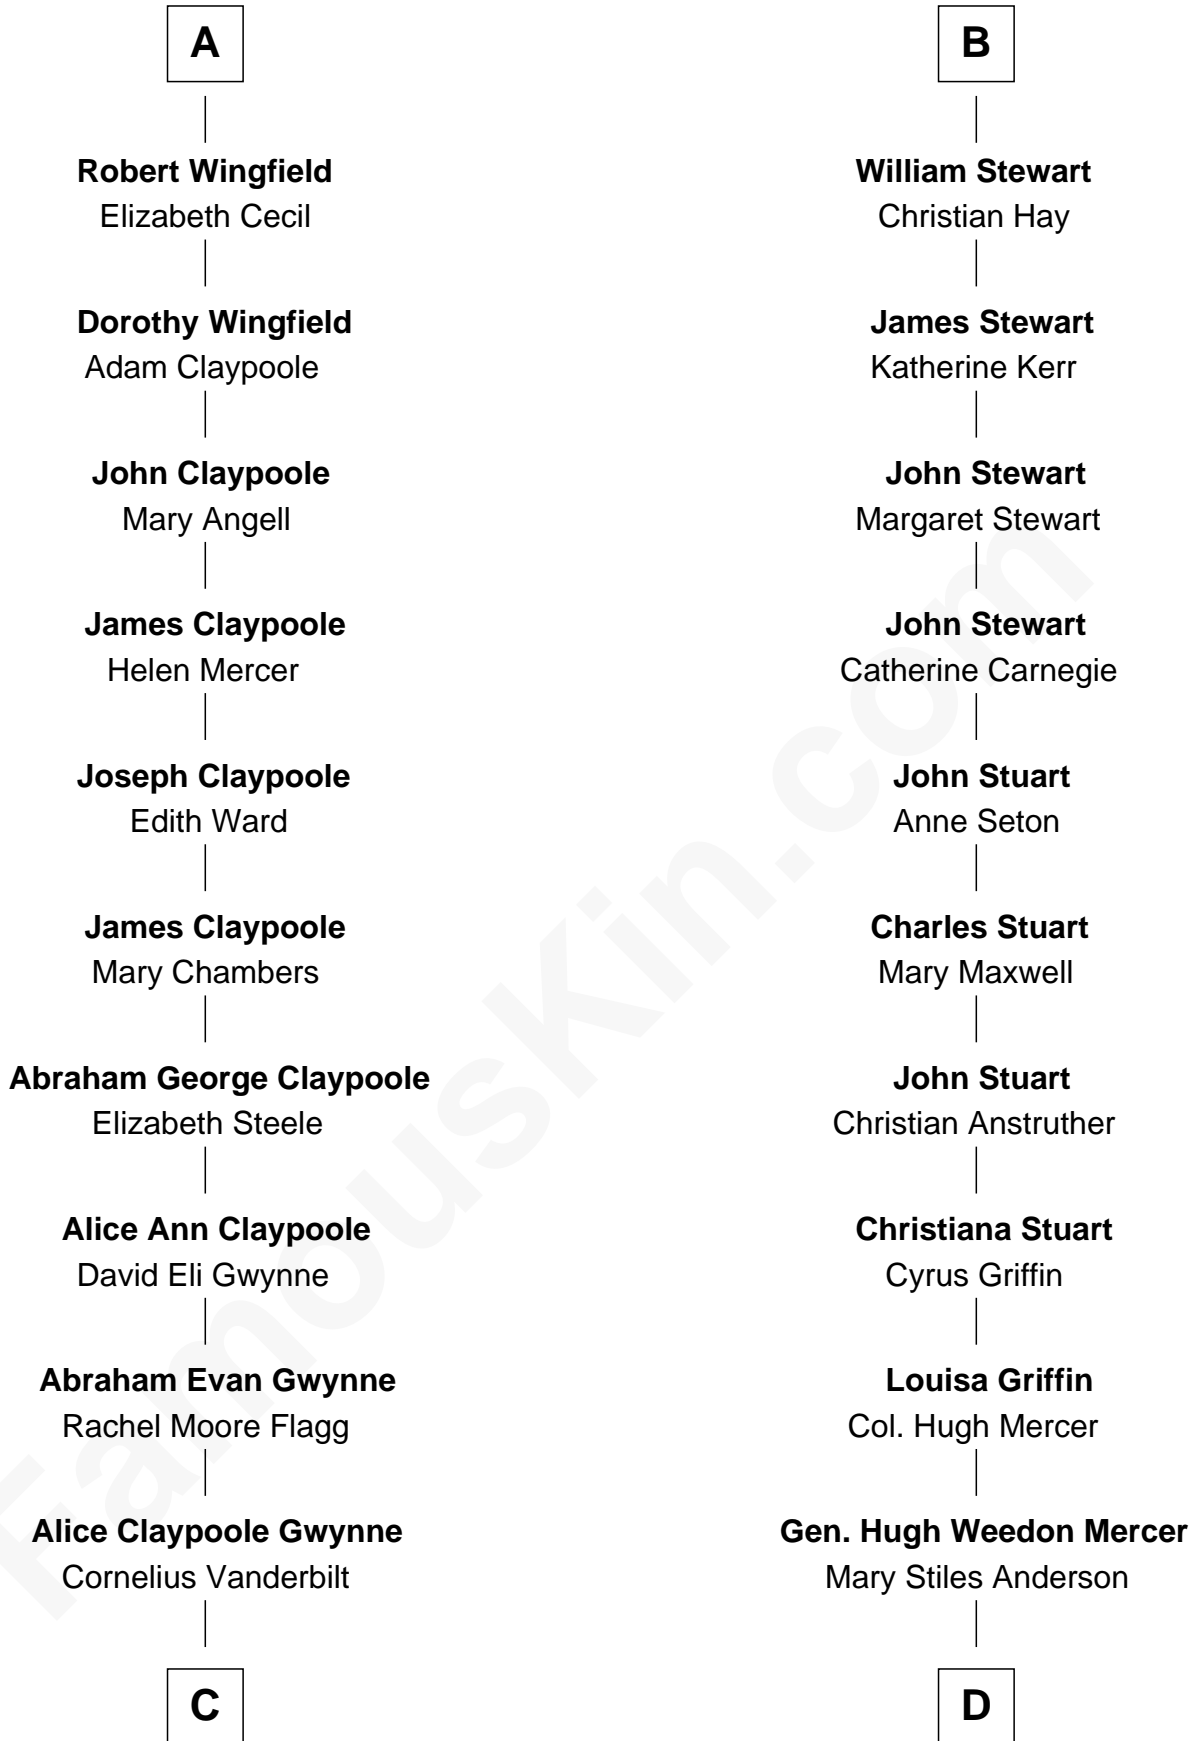 A
Robert Wingfield
Elizabeth Cecil
Dorothy Wingfield
Adam Claypoole
John Claypoole
Mary Angell
James Claypoole
Helen Mercer
Joseph Claypoole
Edith Ward
James Claypoole
Mary Chambers
Abraham George Claypoole
Elizabeth Steele
Alice Ann Claypoole
David Eli Gwynne
Abraham Evan Gwynne
Rachel Moore Flagg
Alice Claypoole Gwynne
Cornelius Vanderbilt
C
B
William Stewart
Christian Hay
James Stewart
Katherine Kerr
John Stewart
Margaret Stewart
John Stewart
Catherine Carnegie
John Stuart
Anne Seton
Charles Stuart
Mary Maxwell
John Stuart
Christian Anstruther
Christiana Stuart
Cyrus Griffin
Louisa Griffin
Col. Hugh Mercer
Gen. Hugh Weedon Mercer
Mary Stiles Anderson
D
FamousKin.com